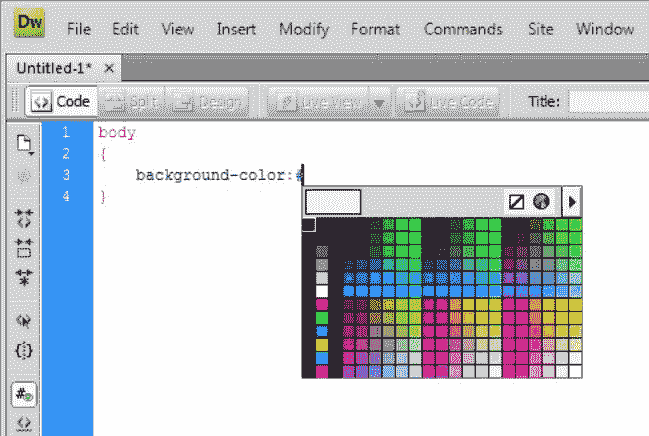 Dw File Edit View Insert Modify Format Commands Site Window
Untitled-1* ×
Code Split Design Live View Live Code Title:
1 body
2 {
3 background-color:#
4 }